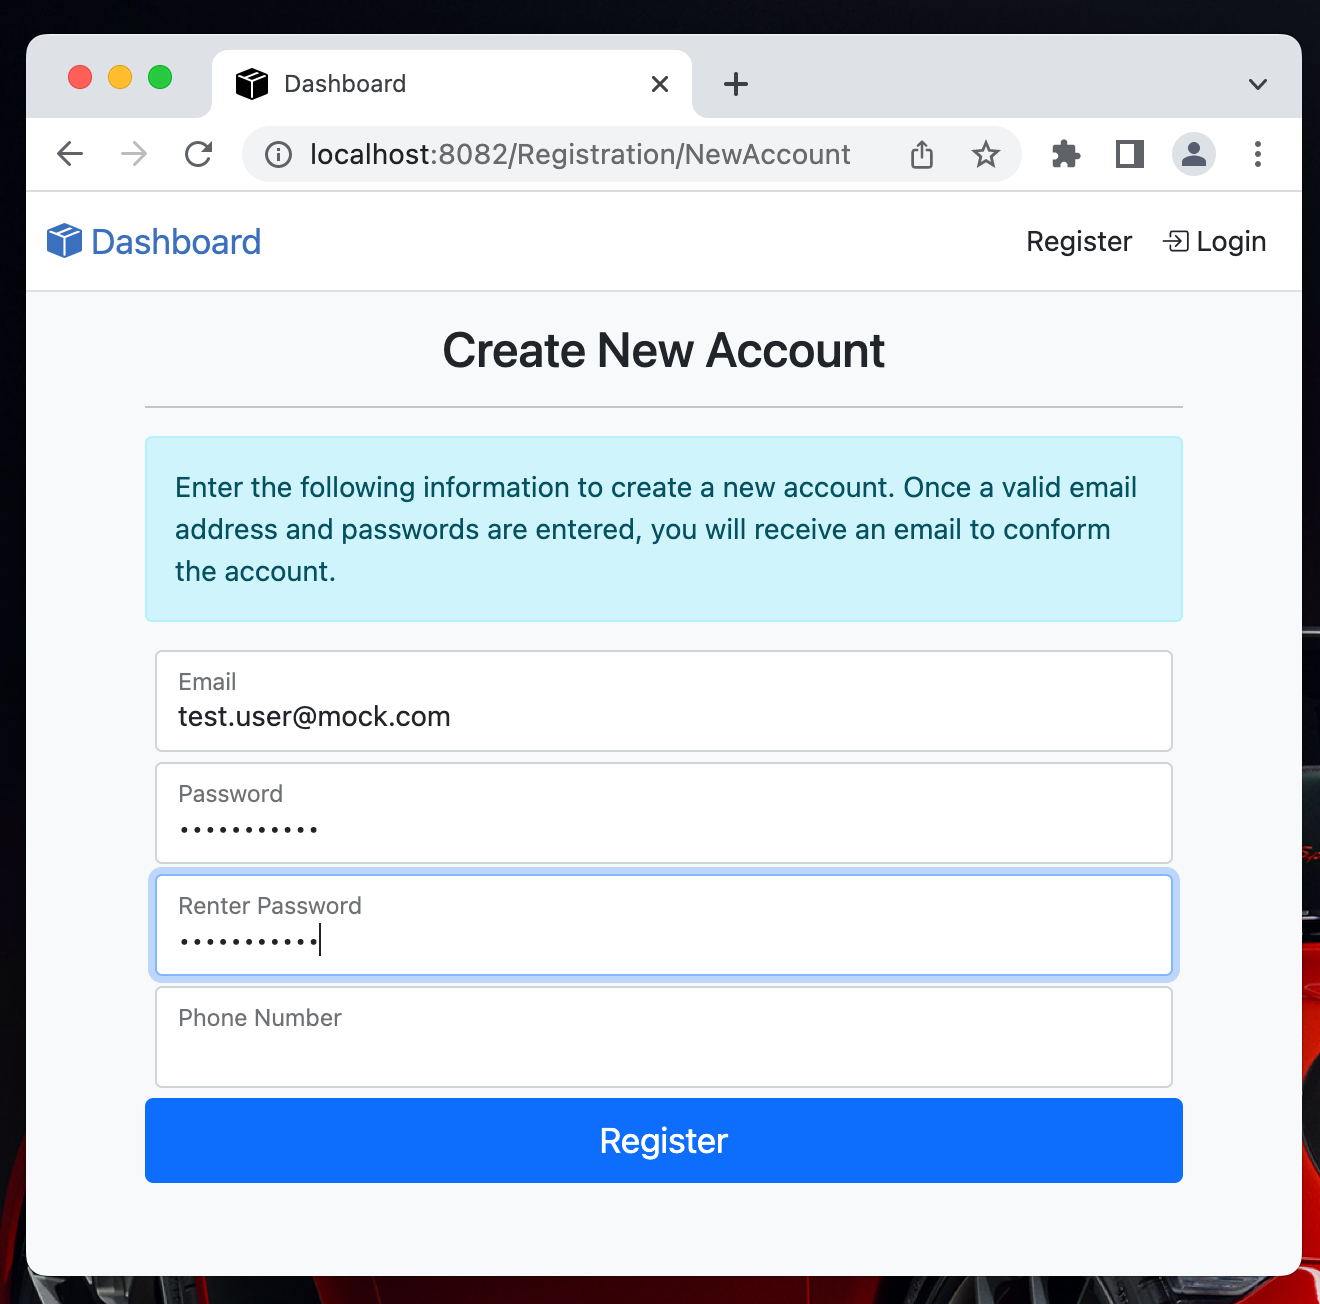 Dashboard
localhost:8082/Registration/NewAccount
Dashboard
Register
Login
Create New Account
Enter the following information to create a new account. Once a valid email
address and passwords are entered, you will receive an email to conform
the account.
Email
test.user@mock.com
Password
•••••••••••
Renter Password
•••••••••••
Phone Number
Register